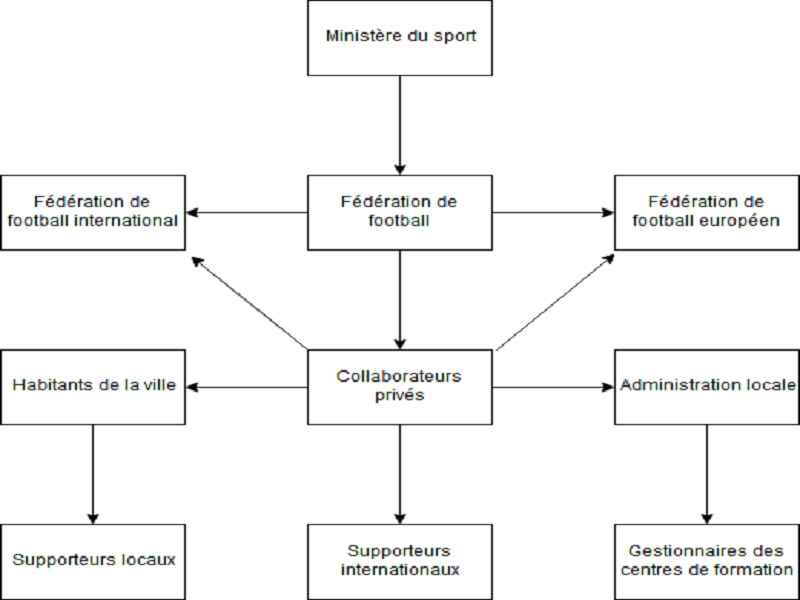 Ministère du sport
Fédération de
football international
Fédération de
football
Fédération de
football européen
Habitants de la ville
Collaborateurs
privés
Administration locale
Supporteurs locaux
Supporteurs
internationaux
Gestionnaires des
centres de formation